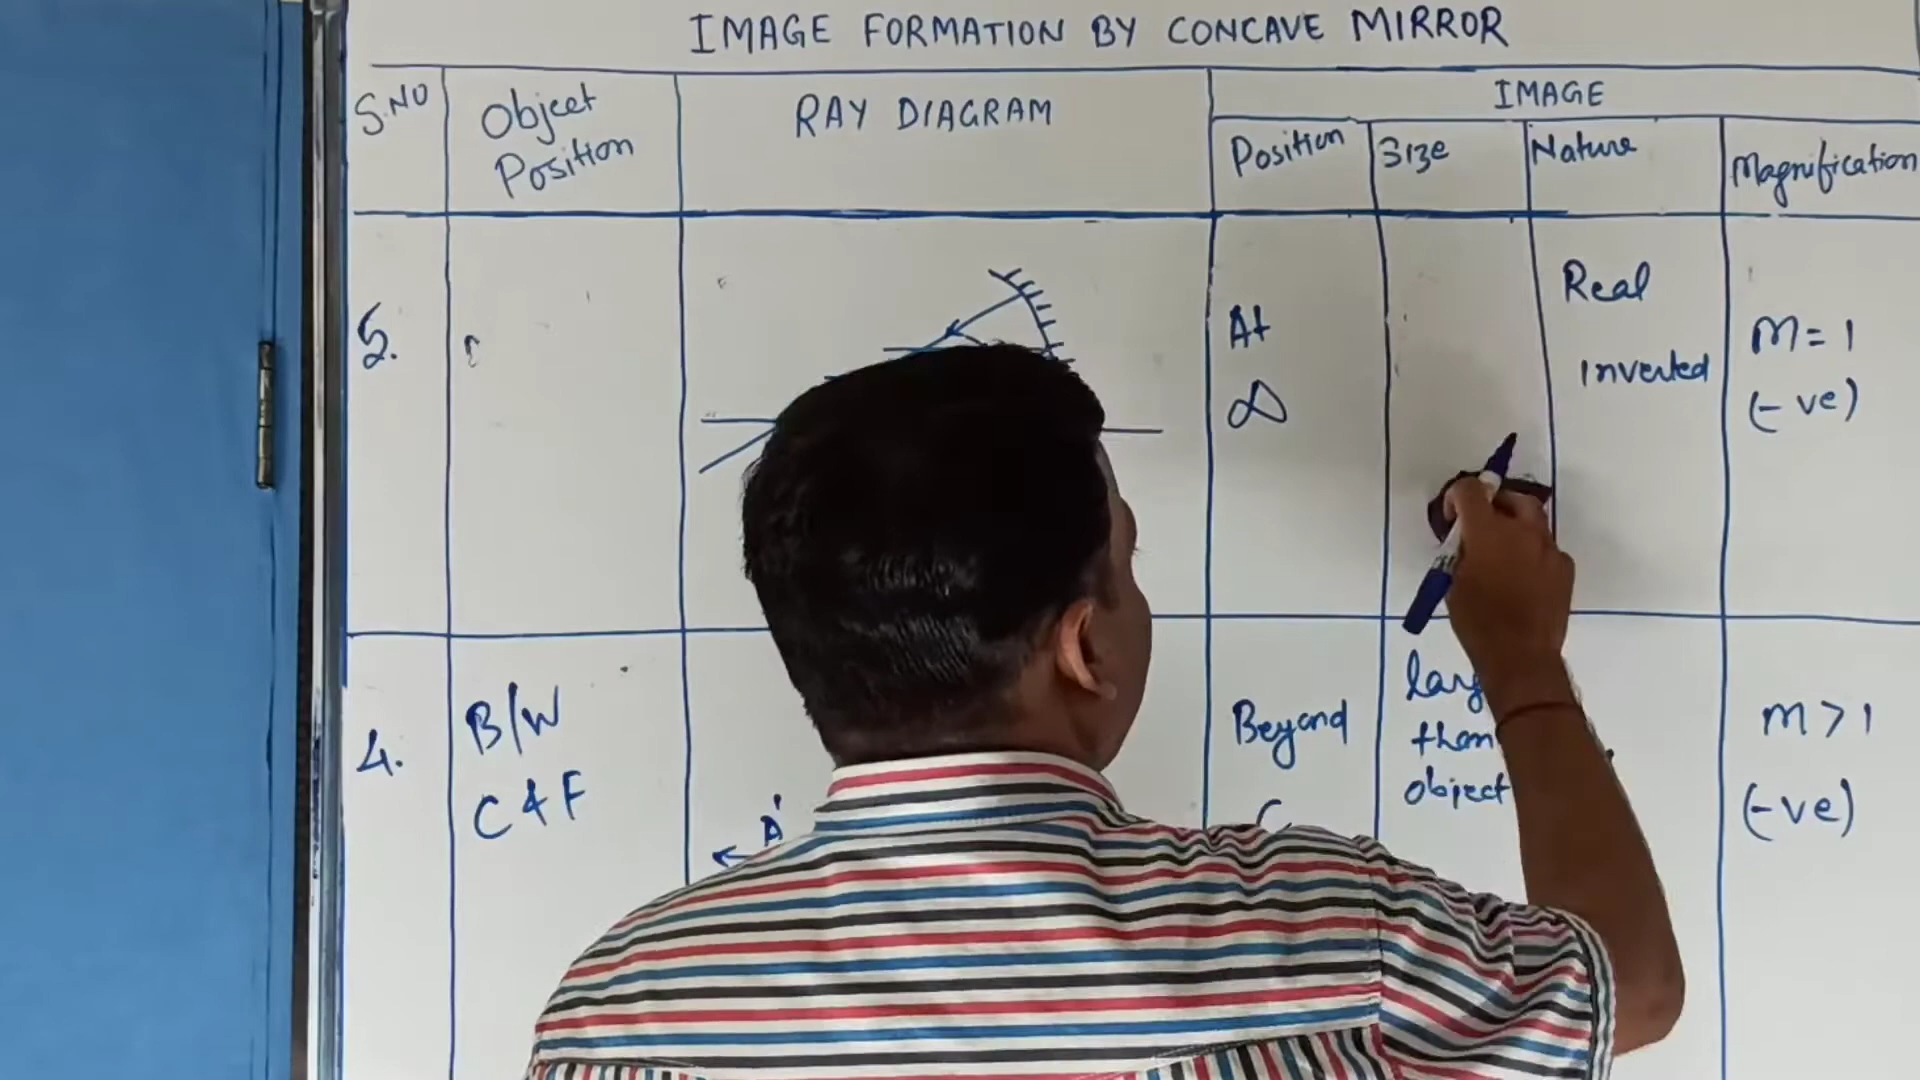 IMAGE FORMATION BY CONCAVE MIRROR
S.NO
Object
Position
RAY DIAGRAM
IMAGE
Position
Size
Nature
Magnification
5.
At
∞
Real
inverted
m = 1
(- ve)
4.
B/W
C & F
A'
Beyond
C
than
object
m > 1
(-ve)